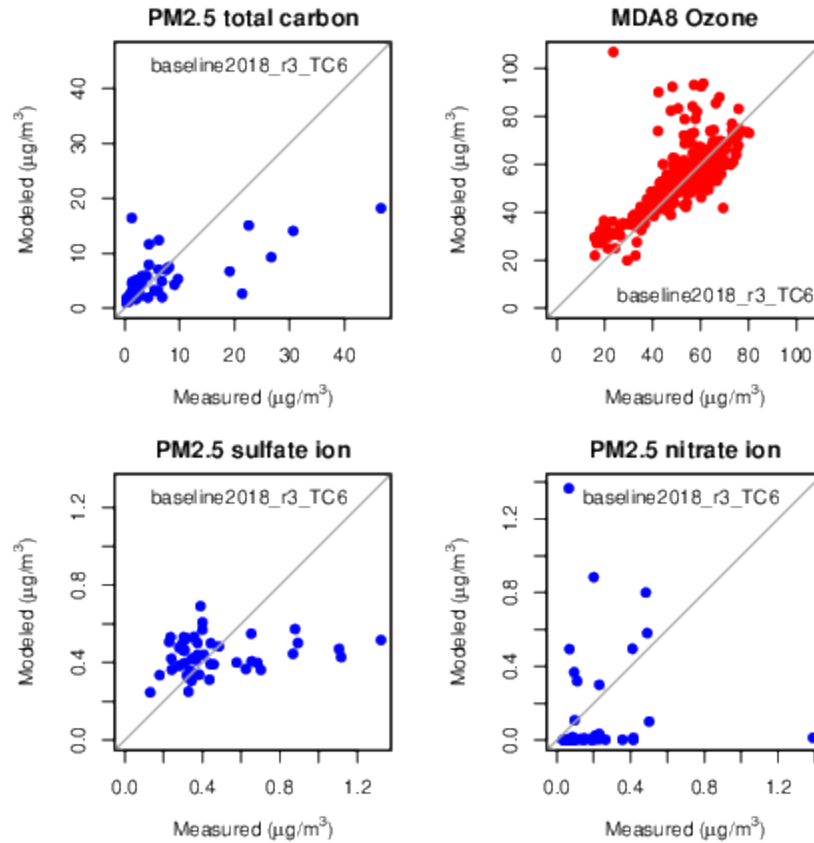 PM2.5 total carbon
baseline2018_r3_TC6
Modeled (μg/m³)
0 10 20 30 40
0 10 20 30 40
Measured (μg/m³)
MDA8 Ozone
baseline2018_r3_TC6
Modeled (μg/m³)
0 20 40 60 80 100
0 20 40 60 80 100
Measured (μg/m³)
PM2.5 sulfate ion
baseline2018_r3_TC6
Modeled (μg/m³)
0.0 0.4 0.8 1.2
0.0 0.4 0.8 1.2
Measured (μg/m³)
PM2.5 nitrate ion
baseline2018_r3_TC6
Modeled (μg/m³)
0.0 0.4 0.8 1.2
0.0 0.4 0.8 1.2
Measured (μg/m³)